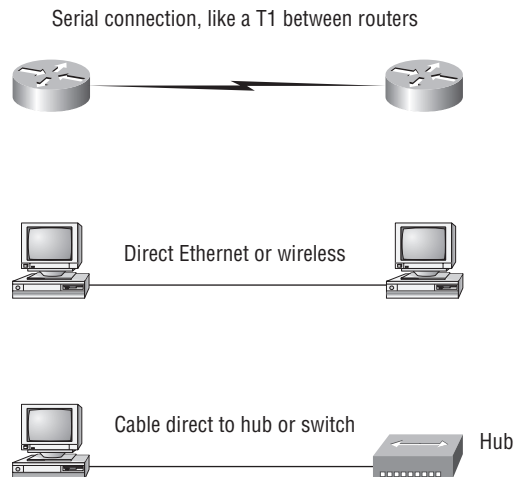 Serial connection, like a T1 between routers
Direct Ethernet or wireless
Cable direct to hub or switch
Hub